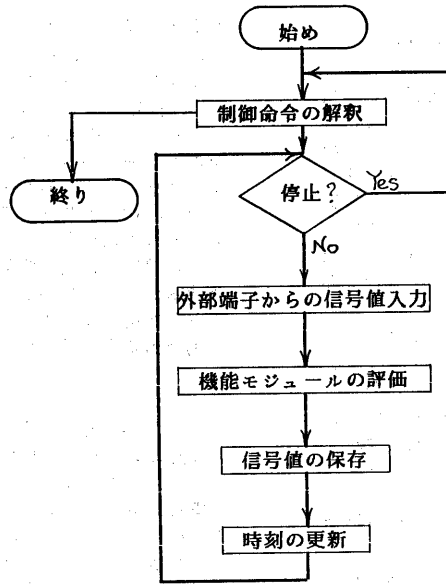 始め
制御命令の解釈
終り
停止?
Yes
No
外部端子からの信号値入力
機能モジュールの評価
信号値の保存
時刻の更新